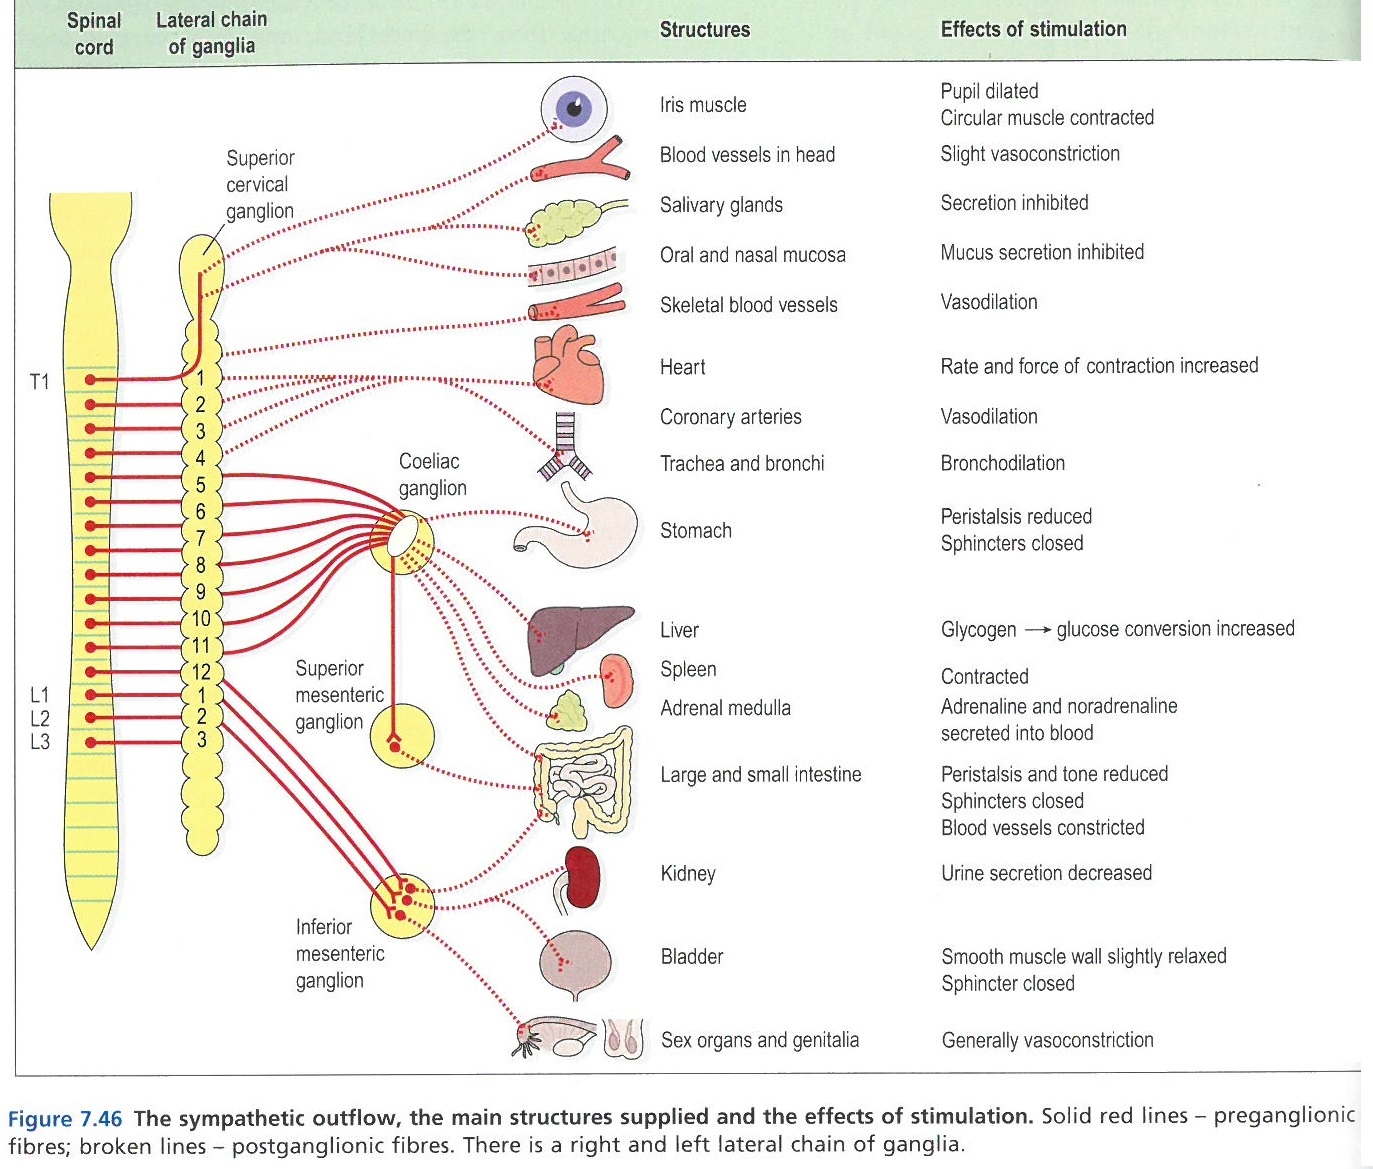 Spinal
cord
Lateral chain
of ganglia
Structures
Effects of stimulation
Superior
cervical
ganglion
T1
1
2
3
4
5
6
7
8
9
10
11
12
1
2
3
L1
L2
L3
Coeliac
ganglion
Superior
mesenteric
ganglion
Inferior
mesenteric
ganglion
Iris muscle
Pupil dilated
Circular muscle contracted
Blood vessels in head
Slight vasoconstriction
Salivary glands
Secretion inhibited
Oral and nasal mucosa
Mucus secretion inhibited
Skeletal blood vessels
Vasodilation
Heart
Rate and force of contraction increased
Coronary arteries
Vasodilation
Trachea and bronchi
Bronchodilation
Stomach
Peristalsis reduced
Sphincters closed
Liver
Glycogen → glucose conversion increased
Spleen
Contracted
Adrenal medulla
Adrenaline and noradrenaline
secreted into blood
Large and small intestine
Peristalsis and tone reduced
Sphincters closed
Blood vessels constricted
Kidney
Urine secretion decreased
Bladder
Smooth muscle wall slightly relaxed
Sphincter closed
Sex organs and genitalia
Generally vasoconstriction
Figure 7.46 The sympathetic outflow, the main structures supplied and the effects of stimulation. Solid red lines – preganglionic
fibres; broken lines – postganglionic fibres. There is a right and left lateral chain of ganglia.